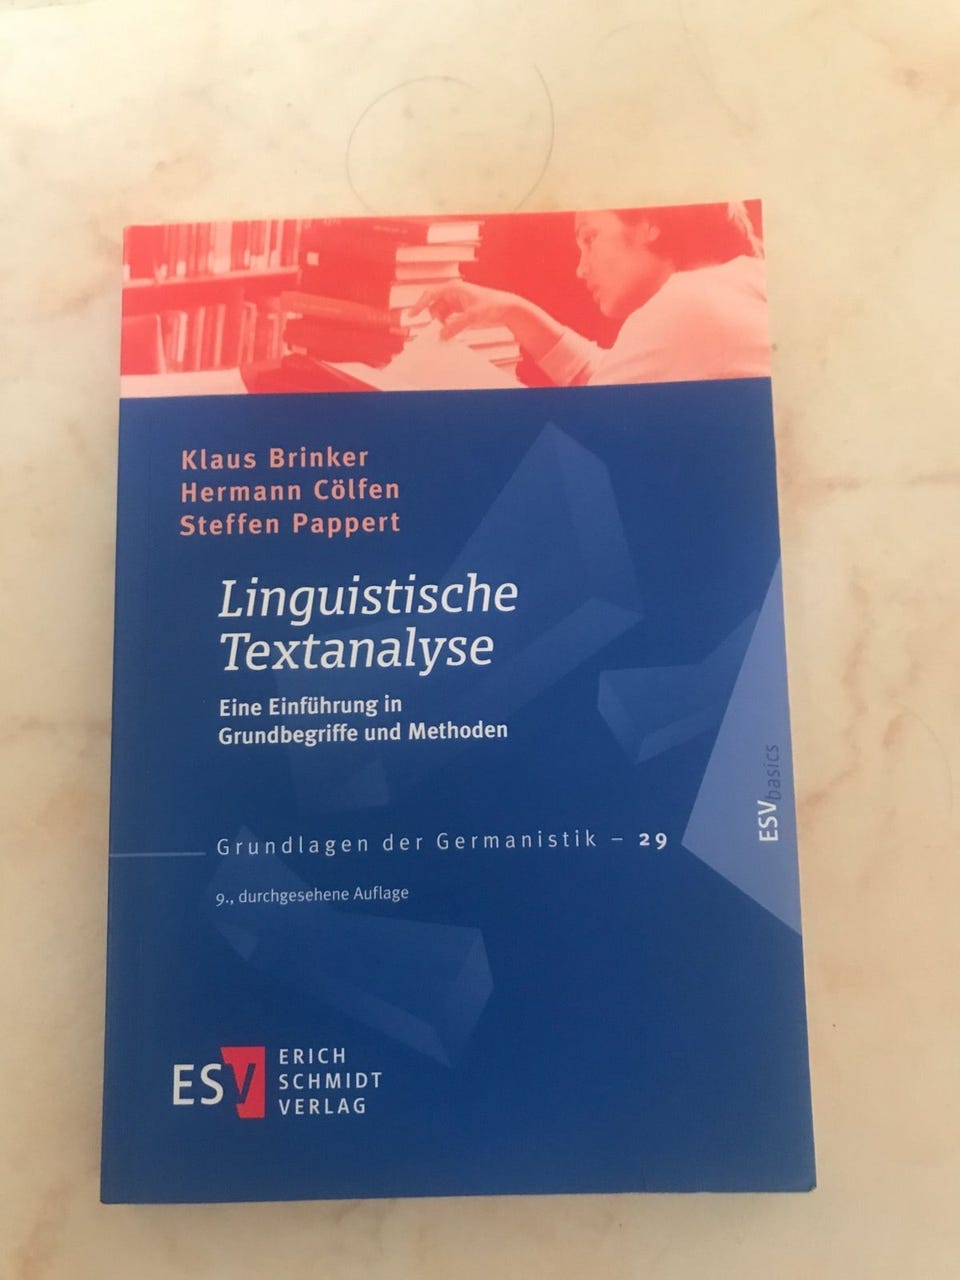 Klaus Brinker
Hermann Cölfen
Steffen Pappert
Linguistische
Textanalyse
Eine Einführung in
Grundbegriffe und Methoden
Grundlagen der Germanistik – 29
9., durchgesehene Auflage
ESVbasics
ESV
ERICH
SCHMIDT
VERLAG